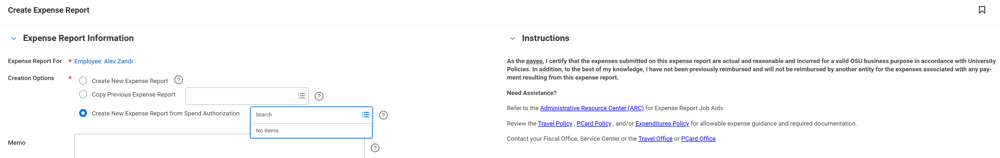 Create Expense Report
Expense Report Information
Expense Report For * Employee: Alex Zandi
Creation Options *
Create New Expense Report ?
Copy Previous Expense Report ?
Create New Expense Report from Spend Authorization Search ?
No Items.
Memo ?
Instructions
As the payee, I certify that the expenses submitted on this expense report are actual and reasonable and incurred for a valid OSU business purpose in accordance with University
Policies. In addition, to the best of my knowledge, I have not been previously reimbursed and will not be reimbursed by another entity for the expenses associated with any pay-
ment resulting from this expense report.
Need Assistance?
Refer to the Administrative Resource Center (ARC) for Expense Report Job Aids
Review the Travel Policy , PCard Policy , and/or Expenditures Policy for allowable expense guidance and required documentation.
Contact your Fiscal Office, Service Center or the Travel Office or PCard Office